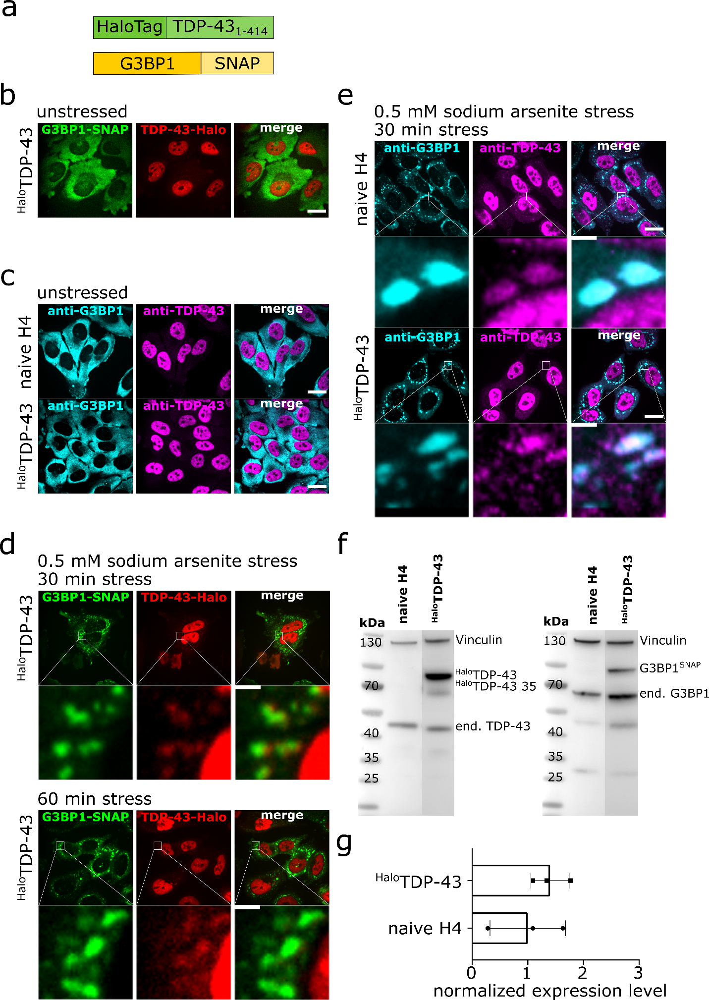 a
HaloTag TDP-43₁₋₄₁₄
G3BP1 SNAP
b
unstressed
HaloTDP-43
G3BP1-SNAP TDP-43-Halo merge
c
unstressed
naive H4
anti-G3BP1 anti-TDP-43 merge
HaloTDP-43
anti-G3BP1 anti-TDP-43 merge
d
0.5 mM sodium arsenite stress
30 min stress
HaloTDP-43
G3BP1-SNAP TDP-43-Halo merge
60 min stress
HaloTDP-43
G3BP1-SNAP TDP-43-Halo merge
e
0.5 mM sodium arsenite stress
30 min stress
naive H4
anti-G3BP1 anti-TDP-43 merge
HaloTDP-43
anti-G3BP1 anti-TDP-43 merge
f
kDa naive H4 HaloTDP-43
130 Vinculin
HaloTDP-43
70 HaloTDP-43 35
40 end. TDP-43
35
25
kDa naive H4 HaloTDP-43
130 Vinculin
G3BP1SNAP
70 end. G3BP1
40
35
25
g
HaloTDP-43
naive H4
0 1 2 3
normalized expression level